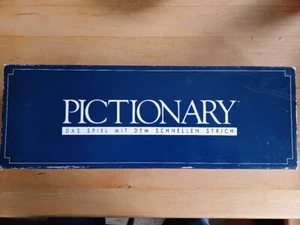 PICTIONARY
DAS SPIEL MIT DEM SCHNELLEN STRICH